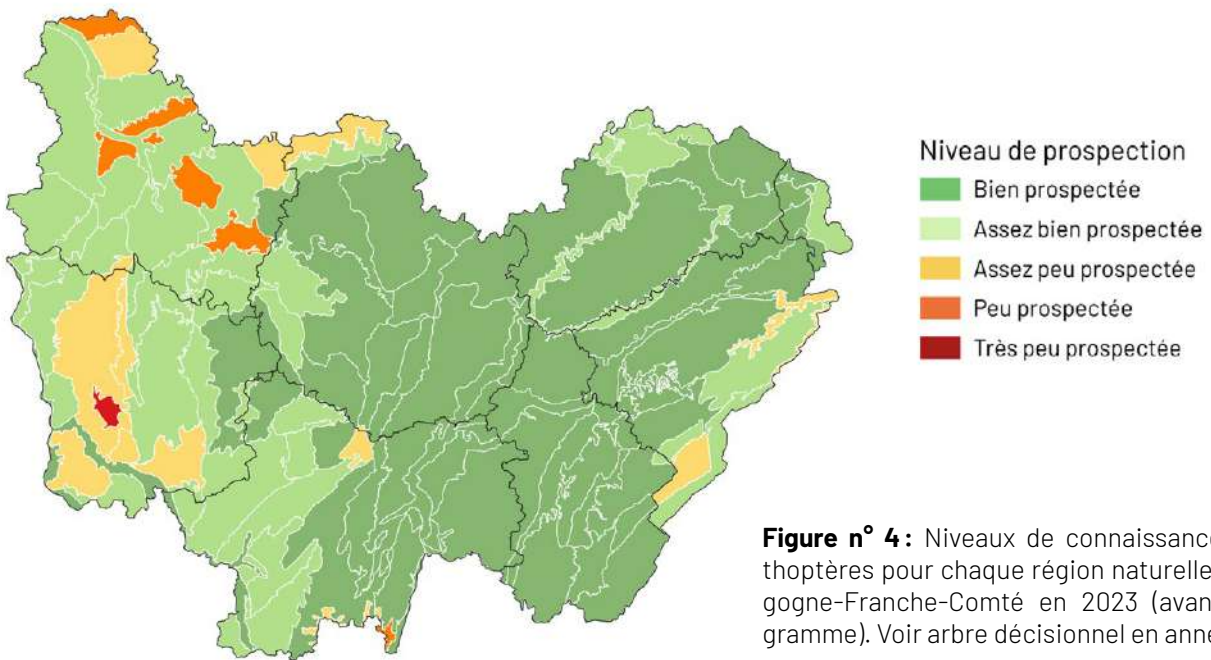 Niveau de prospection
Bien prospectée
Assez bien prospectée
Assez peu prospectée
Peu prospectée
Très peu prospectée
Figure n° 4 : Niveaux de connaissance
thoptères pour chaque région naturelle
gogne-Franche-Comté en 2023 (avan
gramme). Voir arbre décisionnel en anne